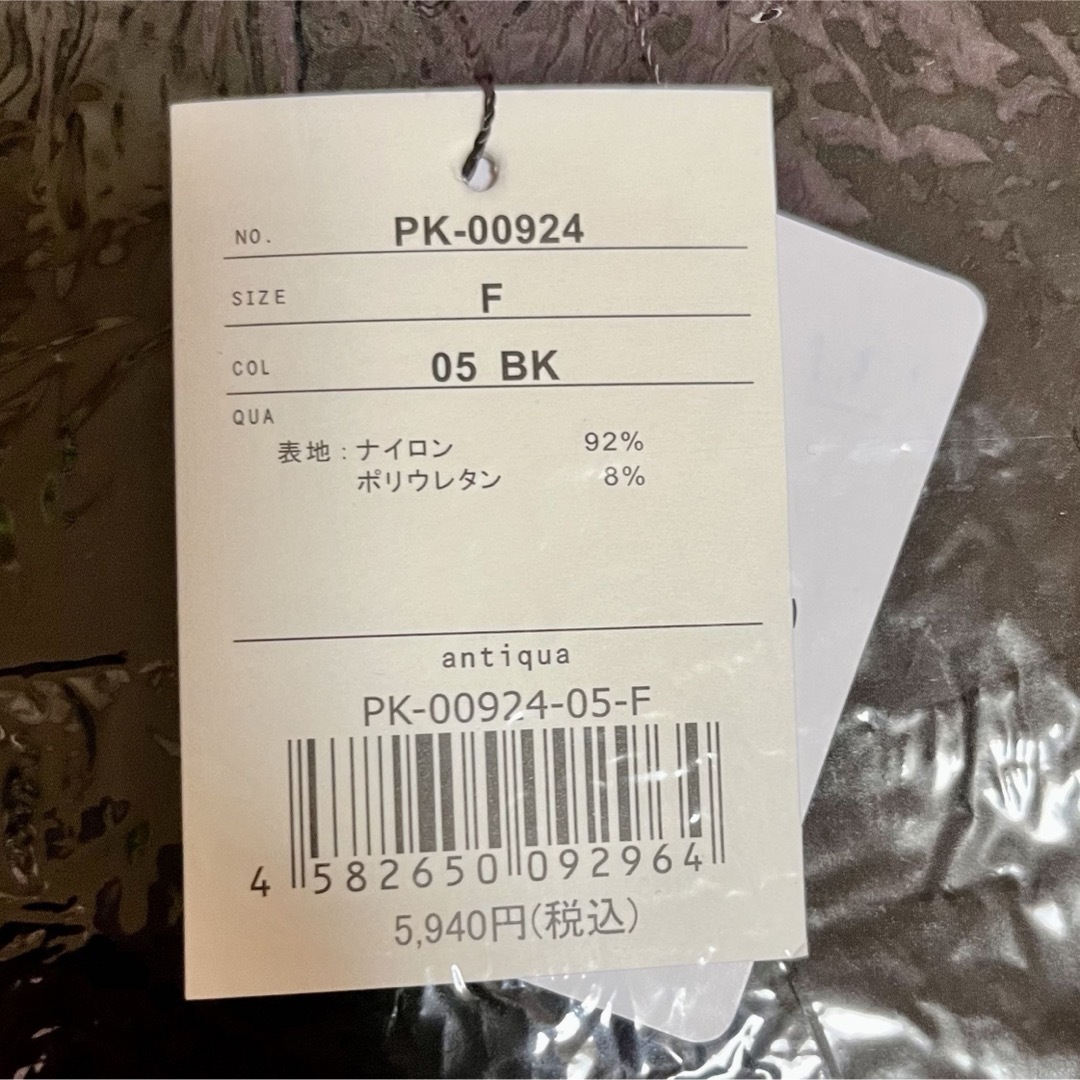 NO. PK-00924
SIZE F
COL 05 BK
QUA
表地 : ナイロン 92%
ポリウレタン 8%
antiqua
PK-00924-05-F
4 582650 092964
5,940円(税込)